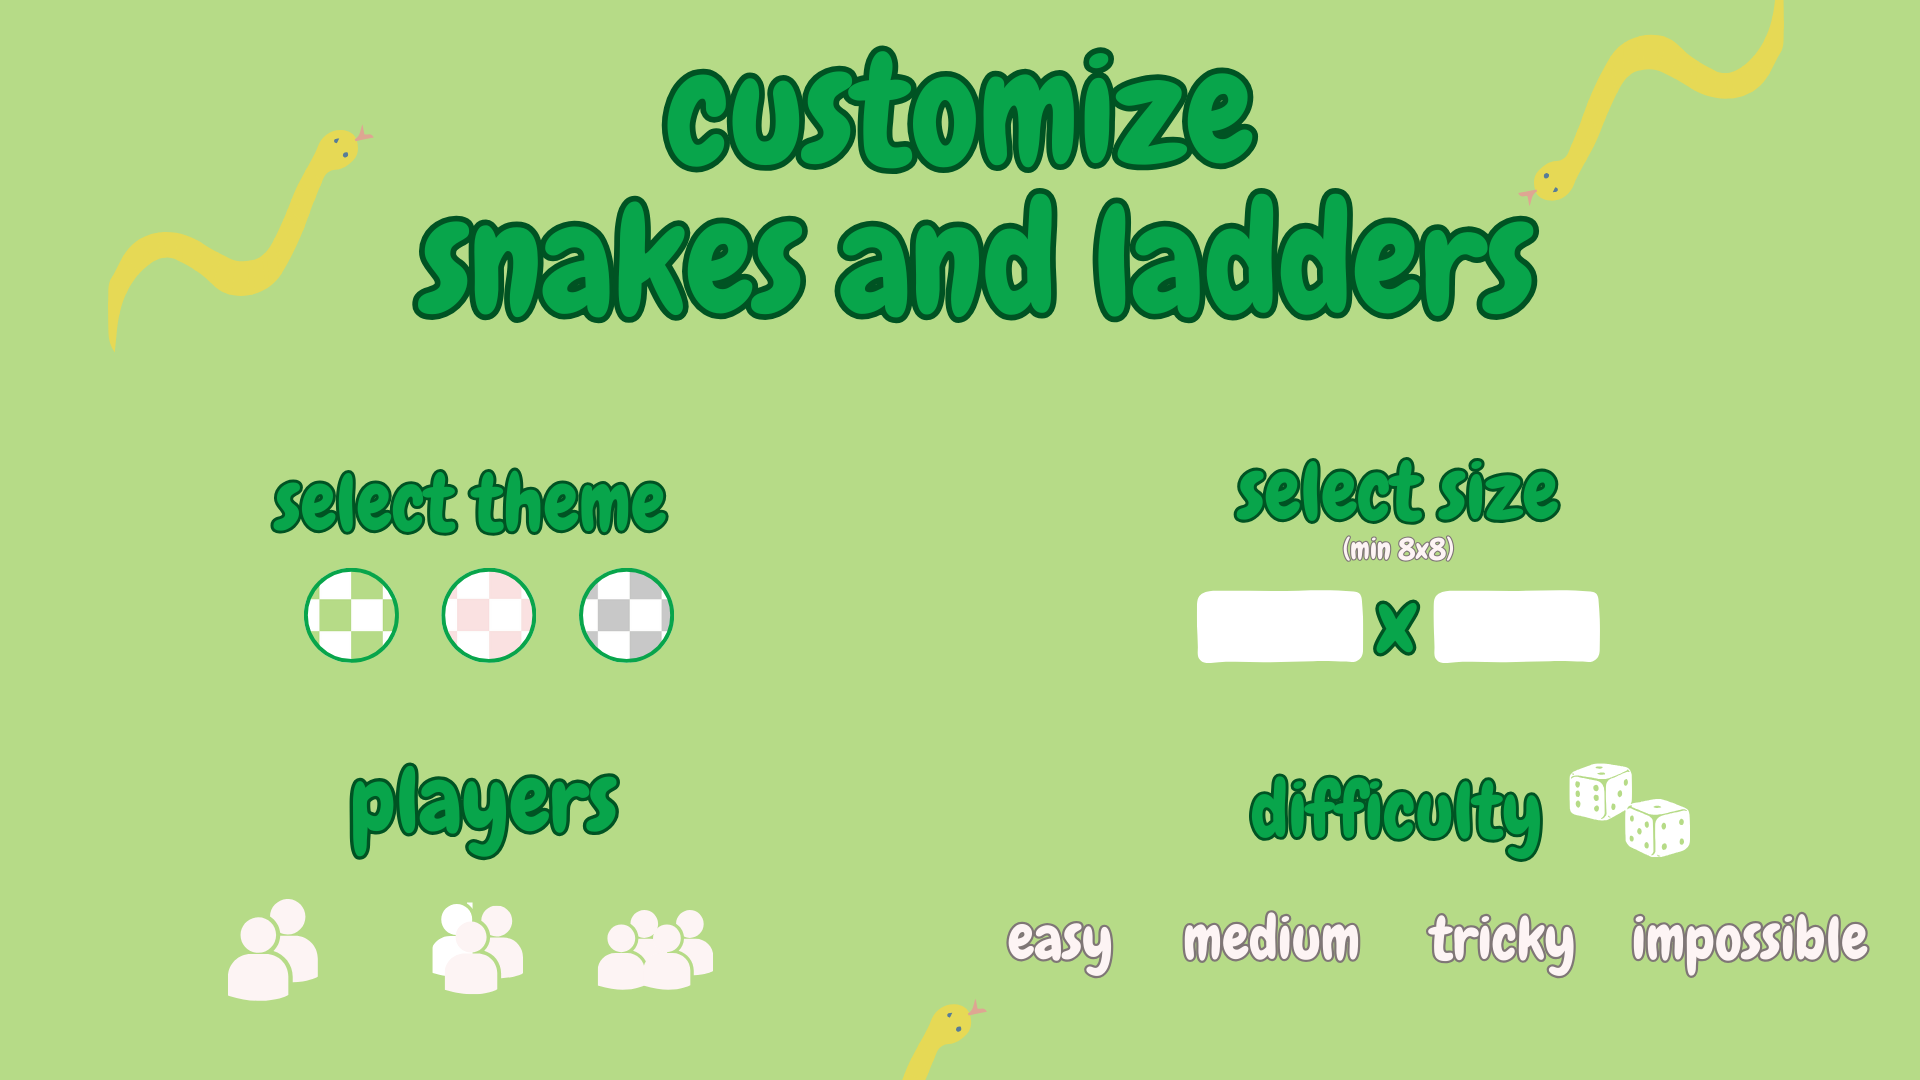 customize
snakes and ladders
select theme
select size
(min 8x8)
x
players
difficulty
easy medium tricky impossible